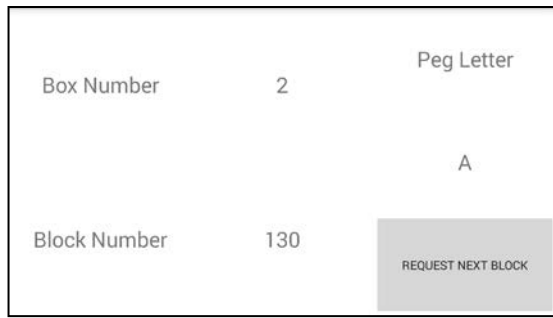 Peg Letter
Box Number 2
A
Block Number 130
REQUEST NEXT BLOCK